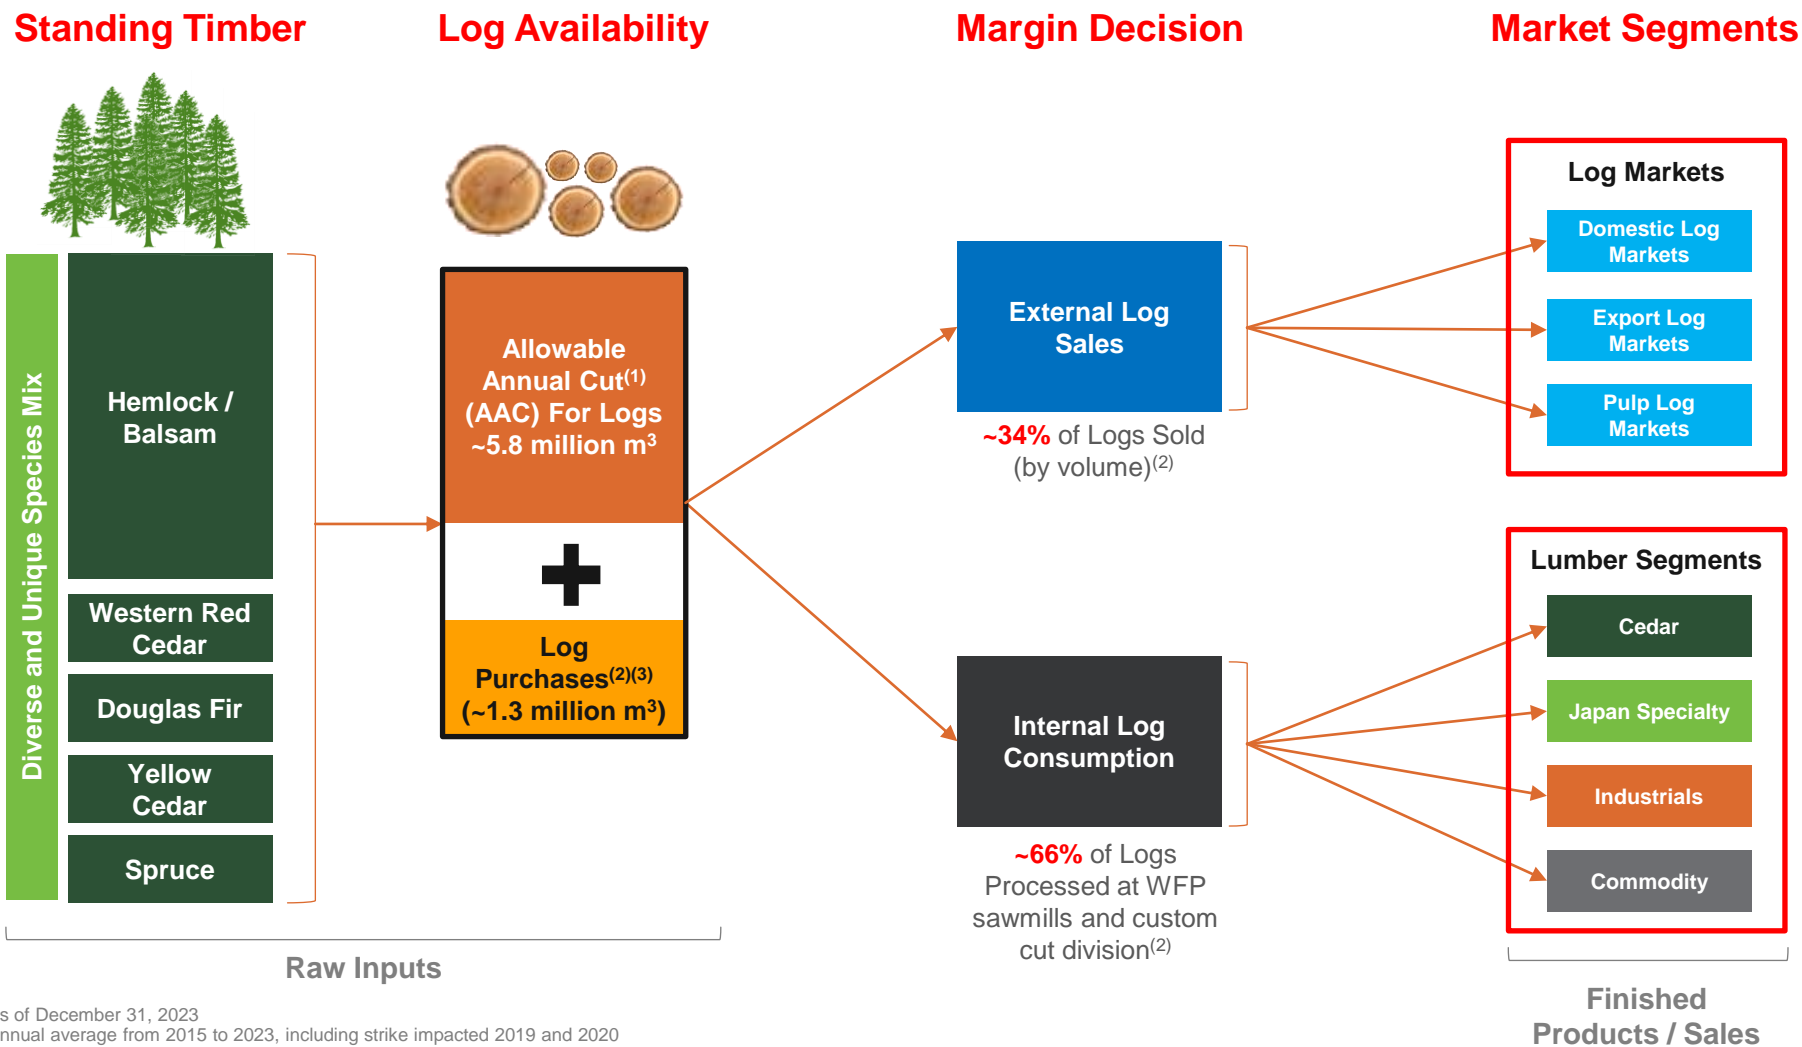 Standing Timber
Log Availability
Margin Decision
Market Segments
Diverse and Unique Species Mix
Hemlock /
Balsam
Western Red
Cedar
Douglas Fir
Yellow
Cedar
Spruce
Allowable
Annual Cut(1)
(AAC) For Logs
~5.8 million m³
Log
Purchases(2)(3)
(~1.3 million m³)
Raw Inputs
External Log
Sales
~34% of Logs Sold
(by volume)(2)
Internal Log
Consumption
~66% of Logs
Processed at WFP
sawmills and custom
cut division(2)
Log Markets
Domestic Log
Markets
Export Log
Markets
Pulp Log
Markets
Lumber Segments
Cedar
Japan Specialty
Industrials
Commodity
Finished
Products / Sales
s of December 31, 2023
nnual average from 2015 to 2023, including strike impacted 2019 and 2020